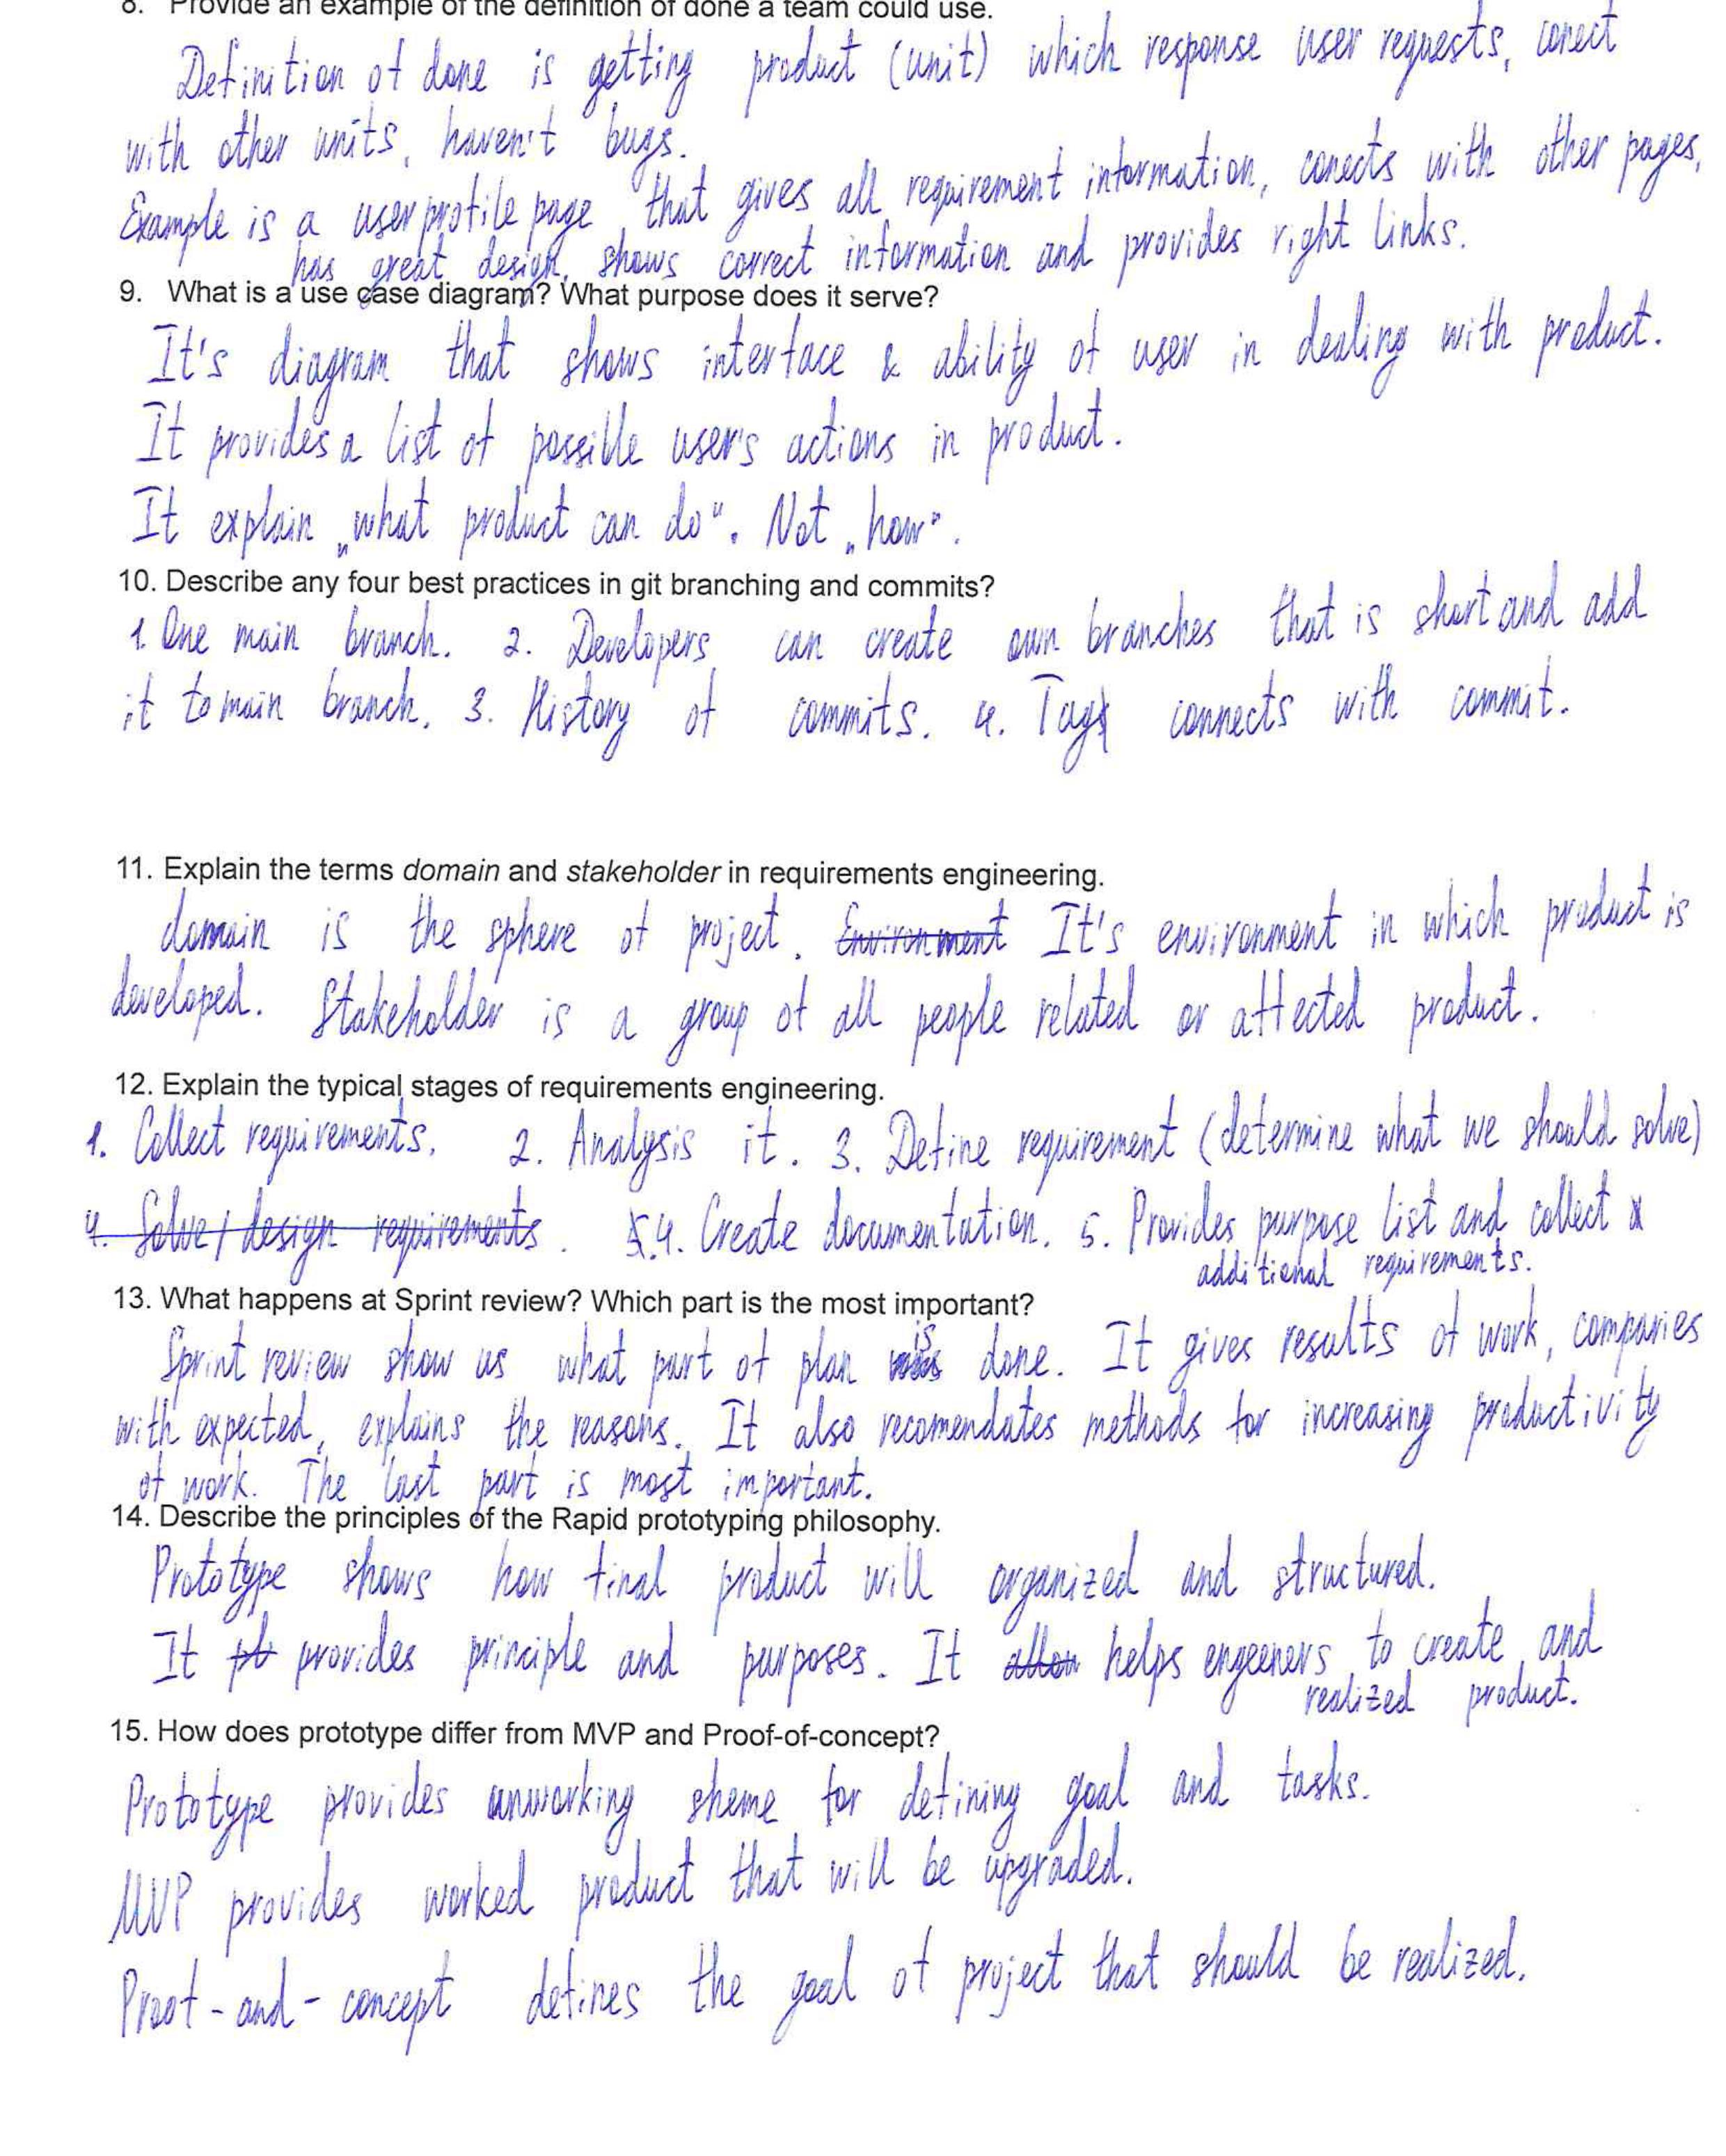 8. Provide an example of the definition of done a team could use.
Definition of done is getting product (unit) which response user requests, conect
with other units, haven't bugs.
Example is a user profile page that gives all requirement information, conects with other pages,
has great design, shows correct information and provides right links.
9. What is a use case diagram? What purpose does it serve?
It's diagram that shows interface & ability of user in dealing with product.
It provides a list of possible user's actions in product.
It explain „what product can do". Not „how".
10. Describe any four best practices in git branching and commits?
1. One main branch. 2. Developers can create own branches that is short and add
it to main branch. 3. History of commits. 4. Tags connects with commit.
11. Explain the terms domain and stakeholder in requirements engineering.
domain is the sphere of project. Environment It's environment in which product is
developed. Stakeholder is a group of all people related or affected product.
12. Explain the typical stages of requirements engineering.
1. Collect requirements. 2. Analysis it. 3. Define requirement (determine what we should solve)
4. Solve / design requirements. 5.4. Create documentation. 5. Provides purpose list and collect
additional requirements.
13. What happens at Sprint review? Which part is the most important?
Sprint review show us what part of plan is done. It gives results of work, comparies
with expected, explains the reasons. It also recomendates methods for increasing productivity
of work. The last part is most important.
14. Describe the principles of the Rapid prototyping philosophy.
Prototype shows how final product will organized and structured.
It provides principle and purposes. It allow helps engeeners to create and
realized product.
15. How does prototype differ from MVP and Proof-of-concept?
Prototype provides unworking sheme for defining goal and tasks.
MVP provides worked product that will be upgraded.
Proof-and-concept defines the goal of project that should be realized.